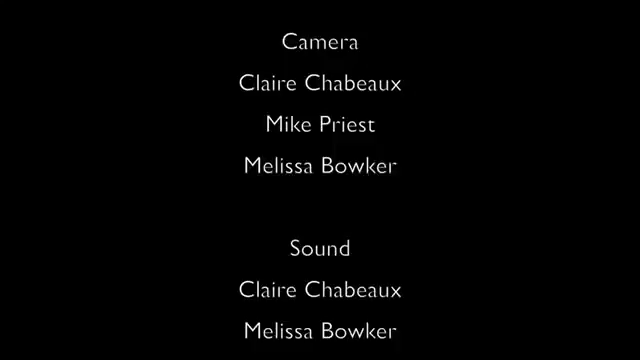 Camera
Claire Chabeaux
Mike Priest
Melissa Bowker
Sound
Claire Chabeaux
Melissa Bowker